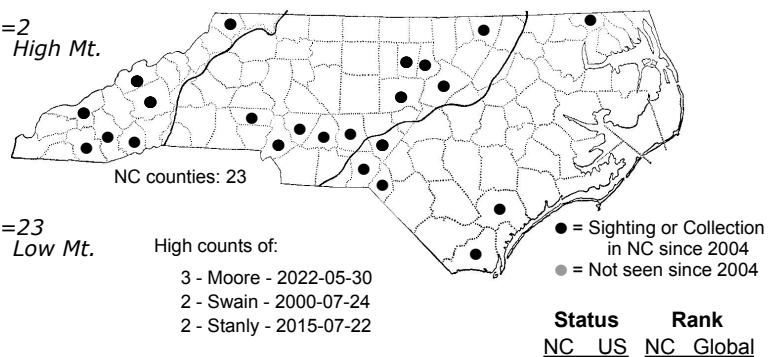 =2
High Mt.
NC counties: 23
=23
Low Mt.
High counts of:
3 - Moore - 2022-05-30
2 - Swain - 2000-07-24
2 - Stanly - 2015-07-22
● = Sighting or Collection
in NC since 2004
● = Not seen since 2004
Status Rank
NC US NC Global